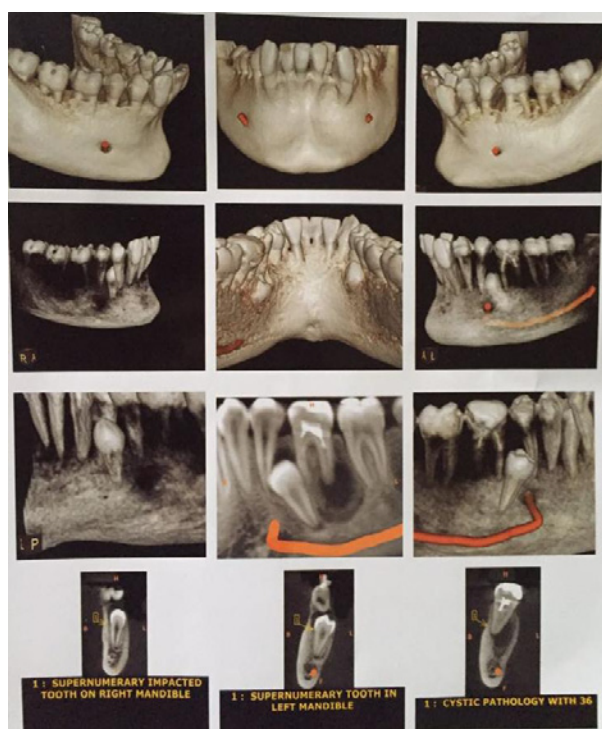 R A
A L
L P
1 : SUPERNUMERARY IMPACTED
TOOTH ON RIGHT MANDIBLE
1 : SUPERNUMERARY TOOTH IN
LEFT MANDIBLE
1 : CYSTIC PATHOLOGY WITH 36